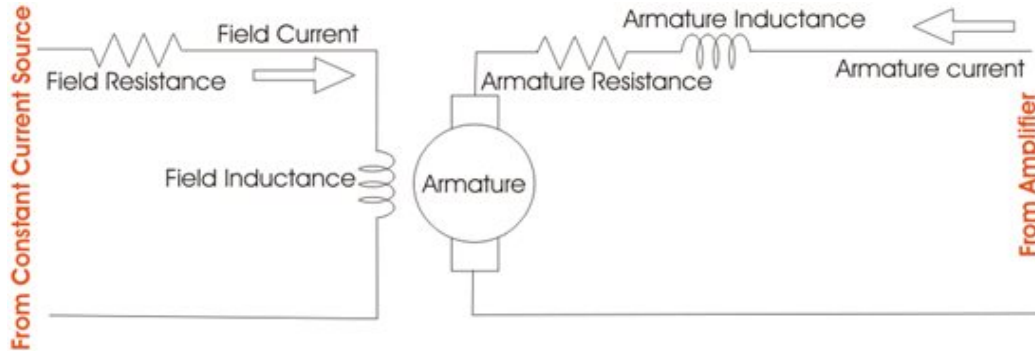 From Constant Current Source
Field Current
Field Resistance
Field Inductance
Armature
Armature Inductance
Armature Resistance
Armature current
From Amplifier